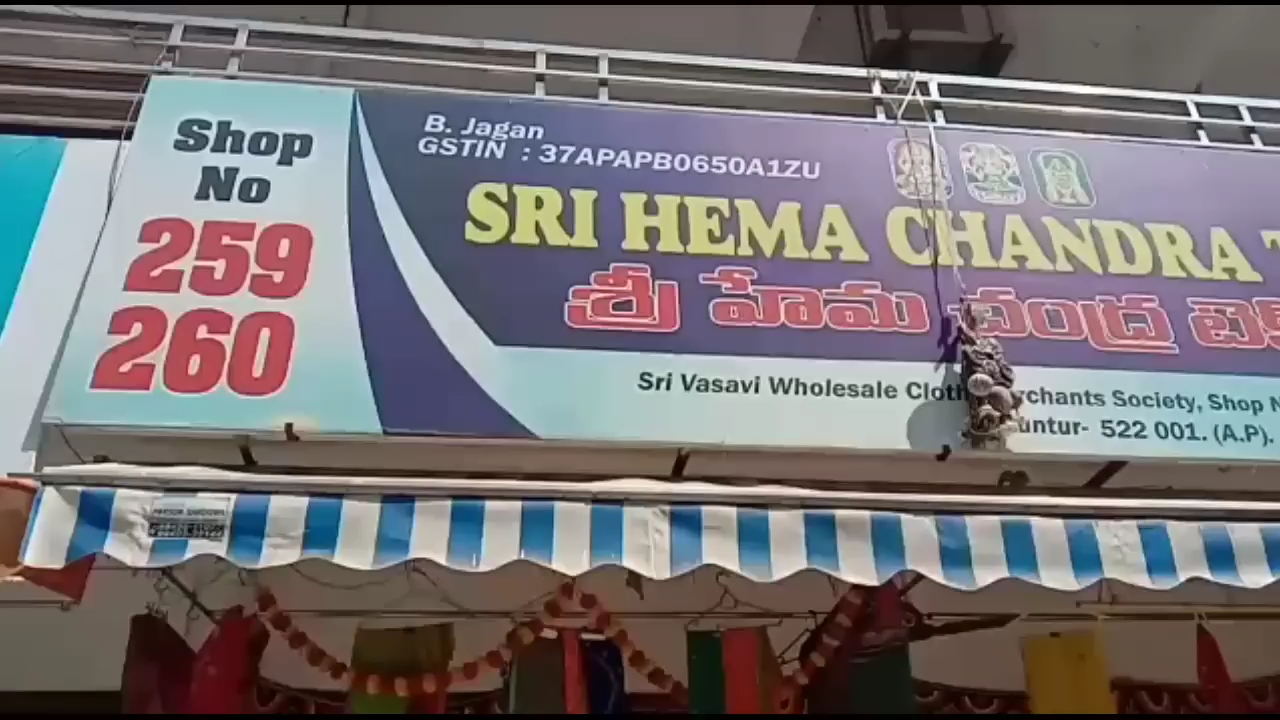 Shop
No
259
260
B. Jagan
GSTIN : 37APAPB0650A1ZU
SRI HEMA CHANDRA
శ్రీ హేమ చంద్ర
Sri Vasavi Wholesale Cloth Merchants Society, Shop
Guntur- 522 001. (A.P).